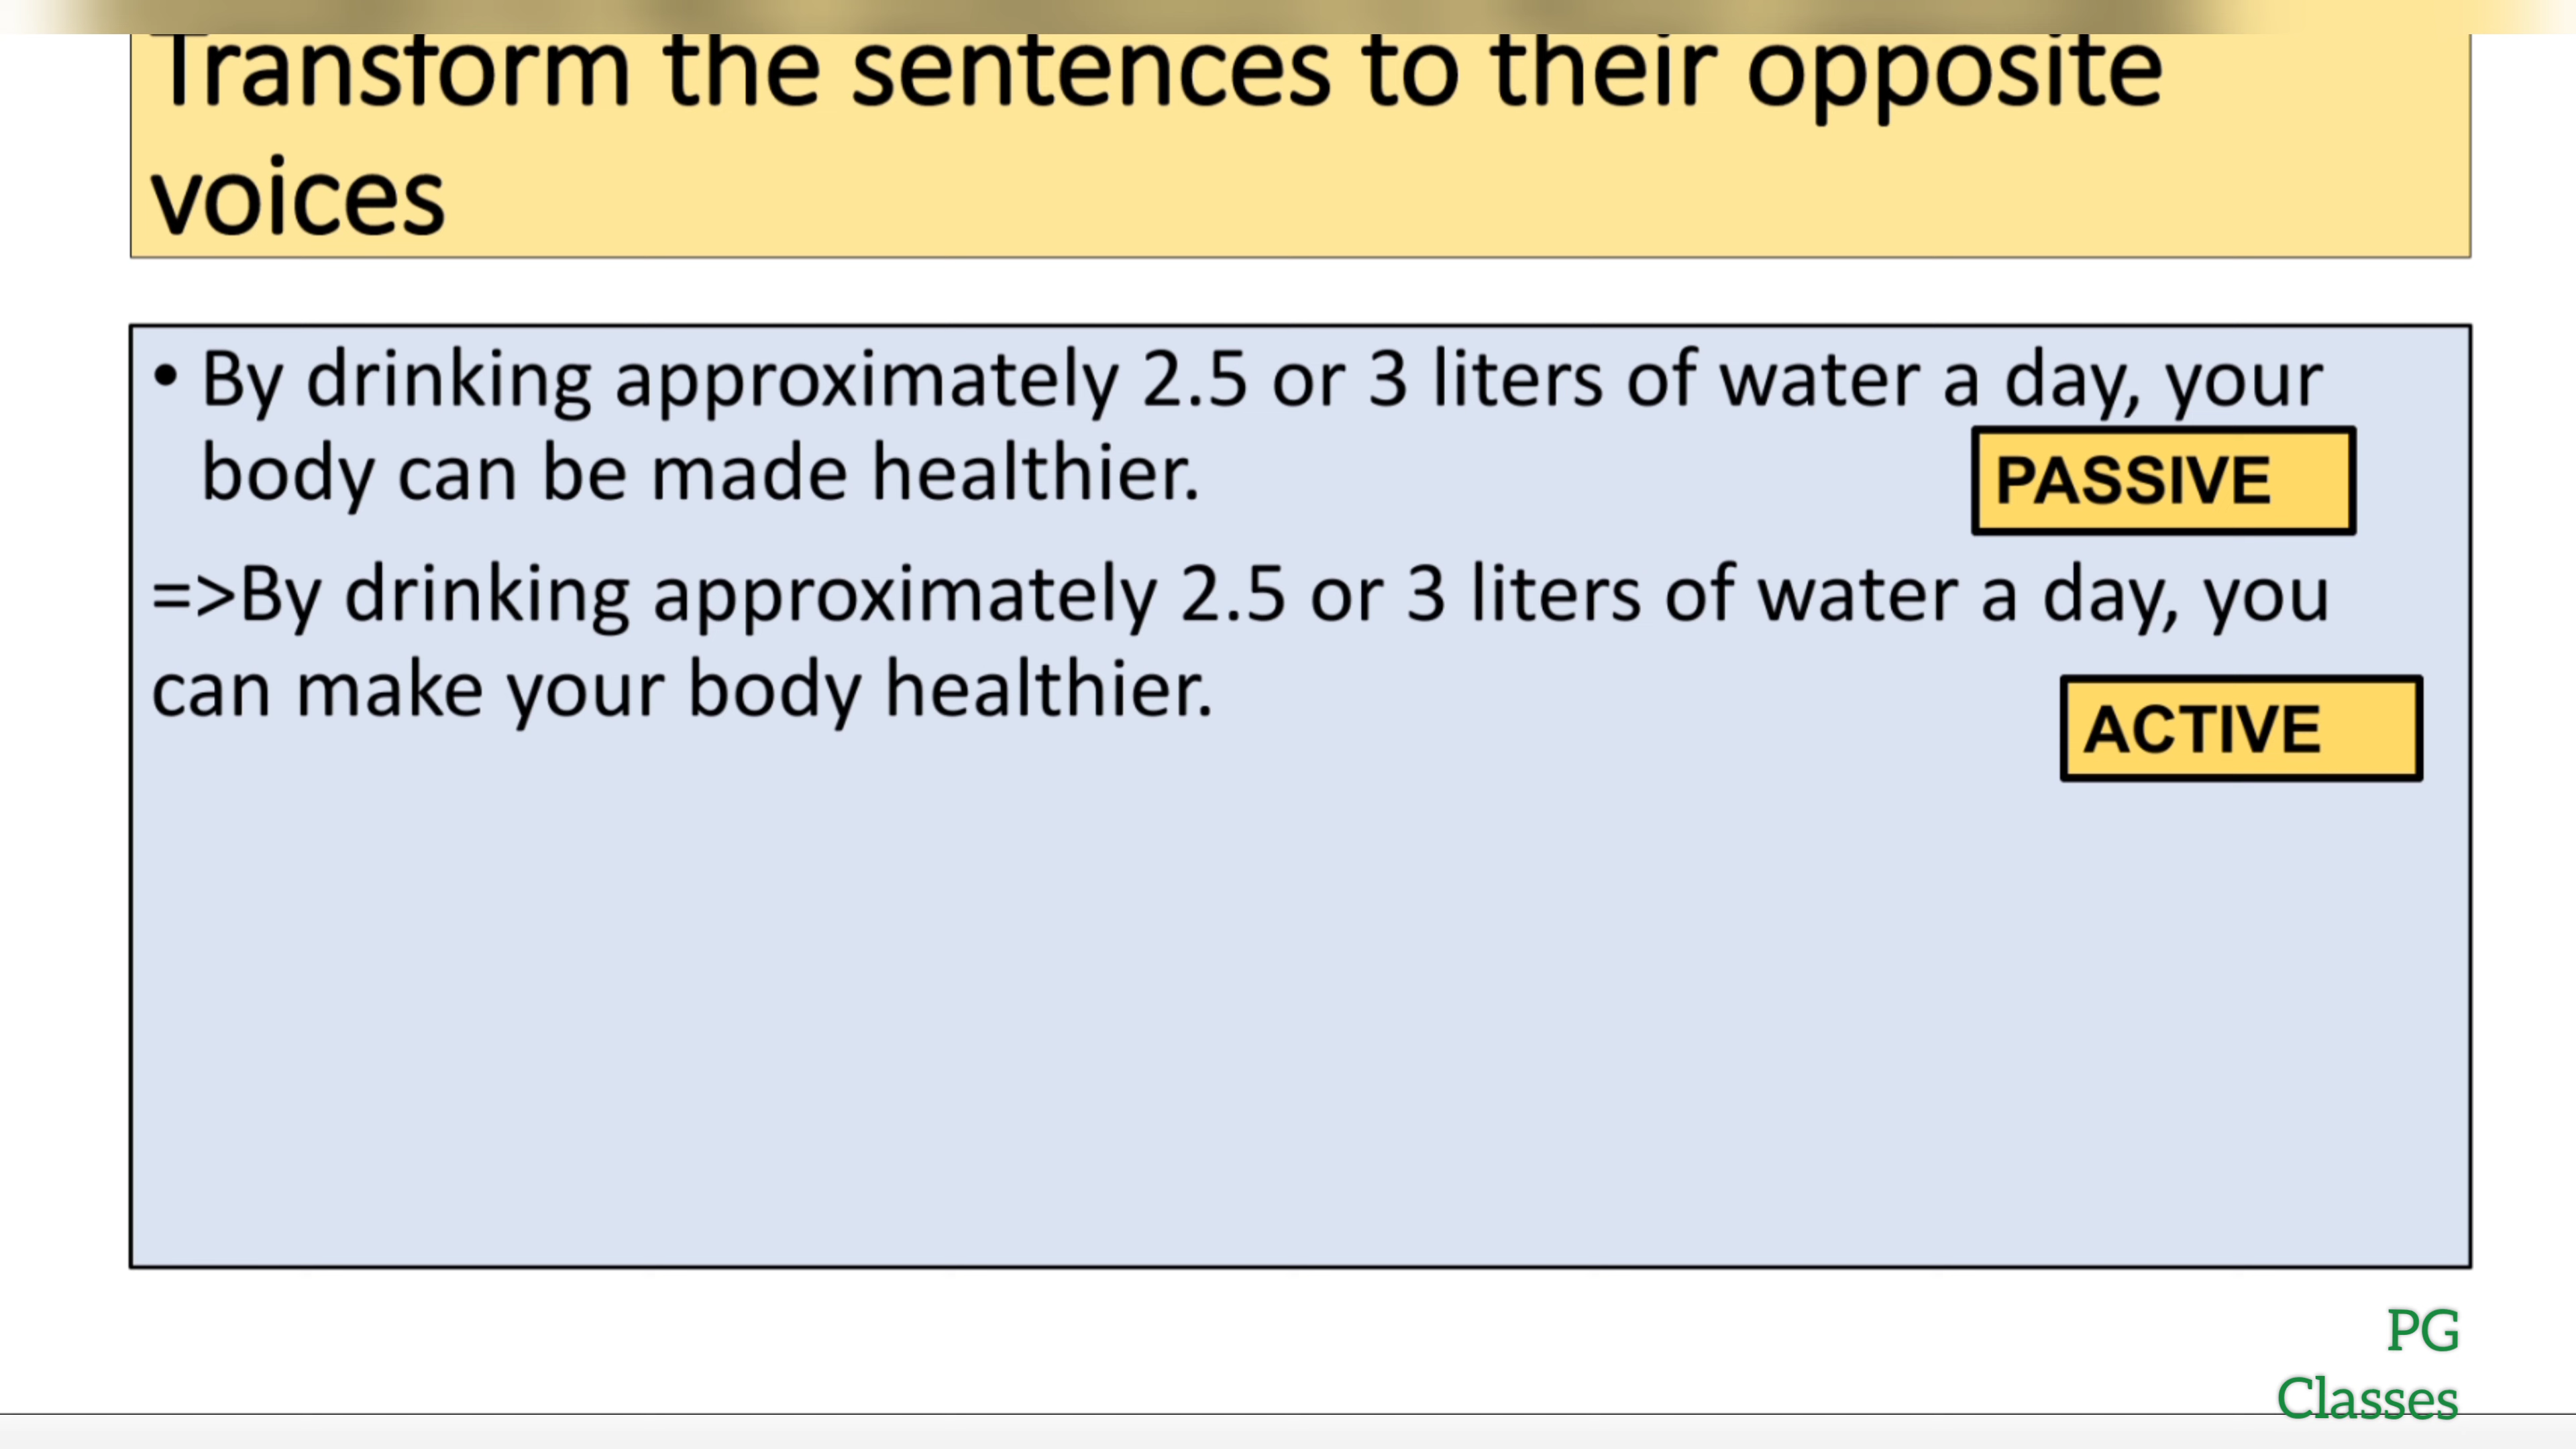 Transform the sentences to their opposite
voices
• By drinking approximately 2.5 or 3 liters of water a day, your
body can be made healthier.
PASSIVE
=>By drinking approximately 2.5 or 3 liters of water a day, you
can make your body healthier.
ACTIVE
PG
Classes